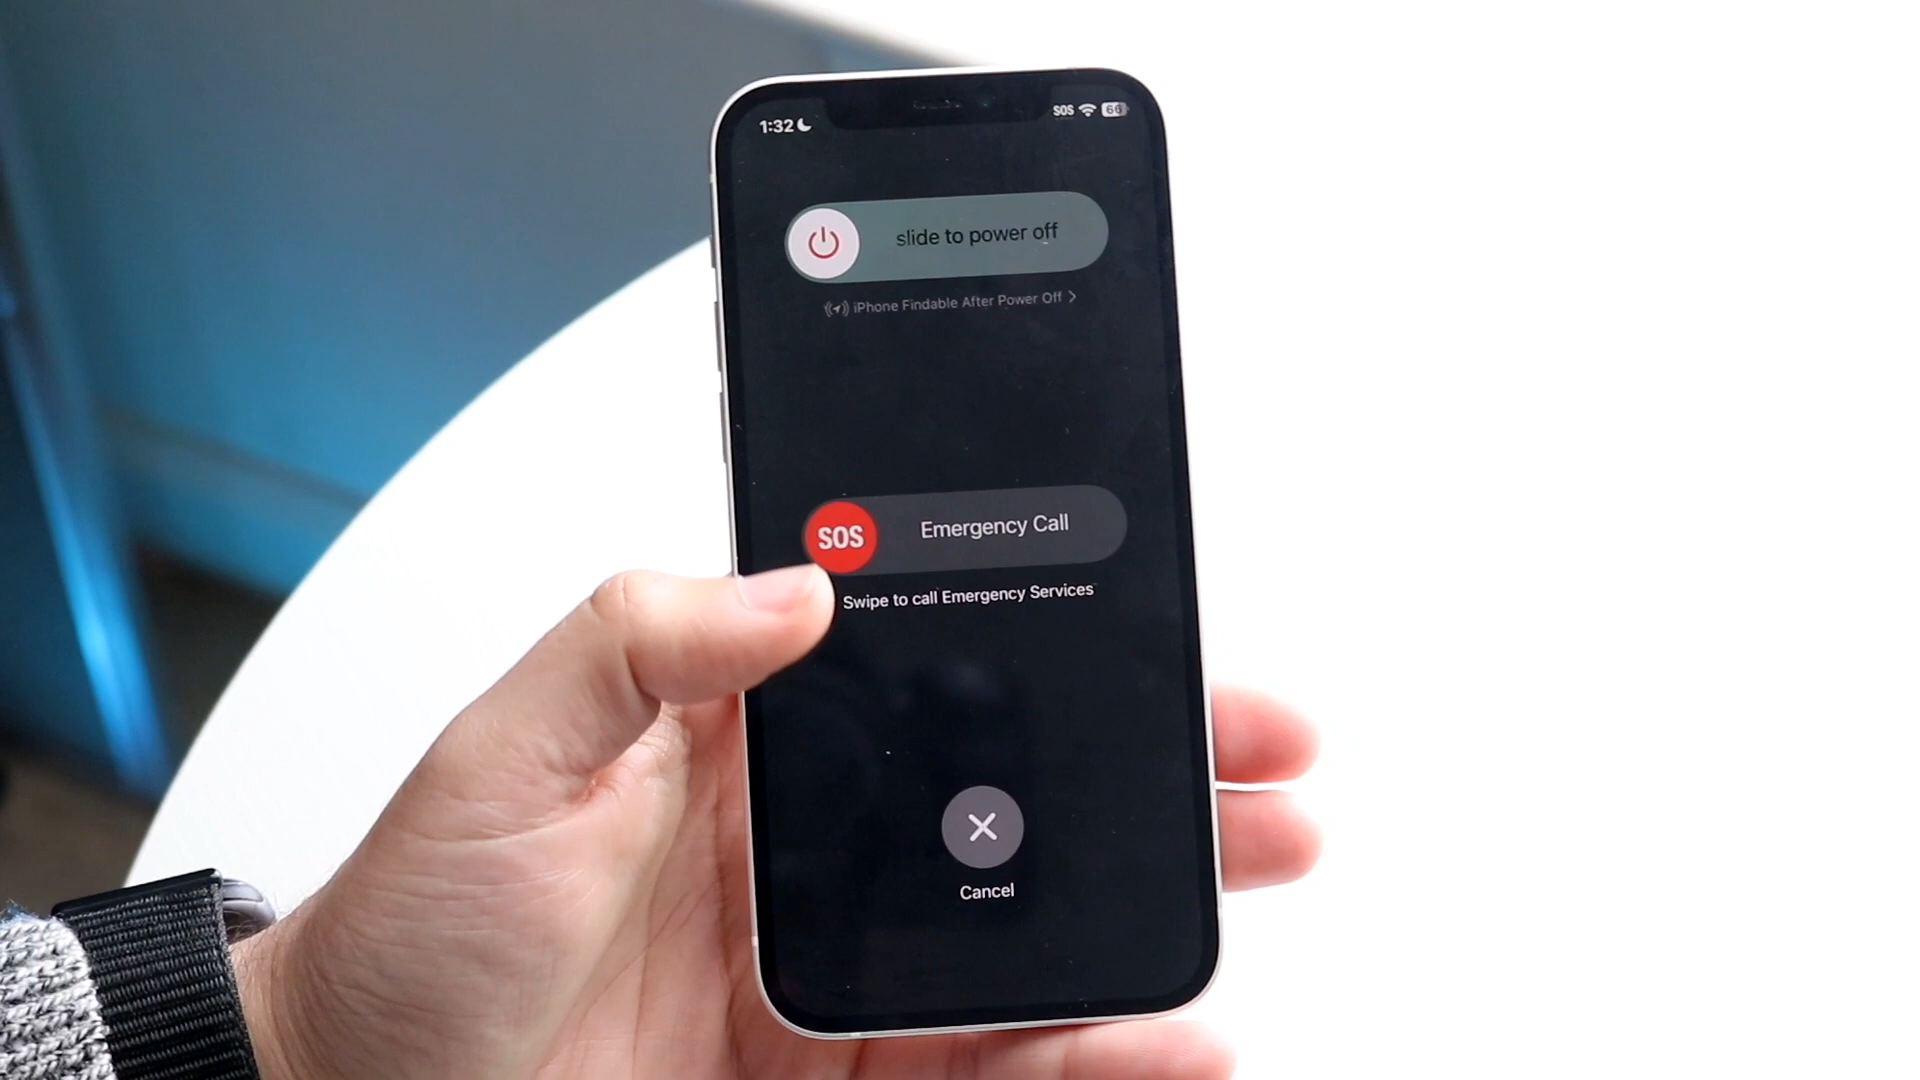 1:32
SOS
66
slide to power off
iPhone Findable After Power Off
SOS
Emergency Call
Swipe to call Emergency Services
Cancel